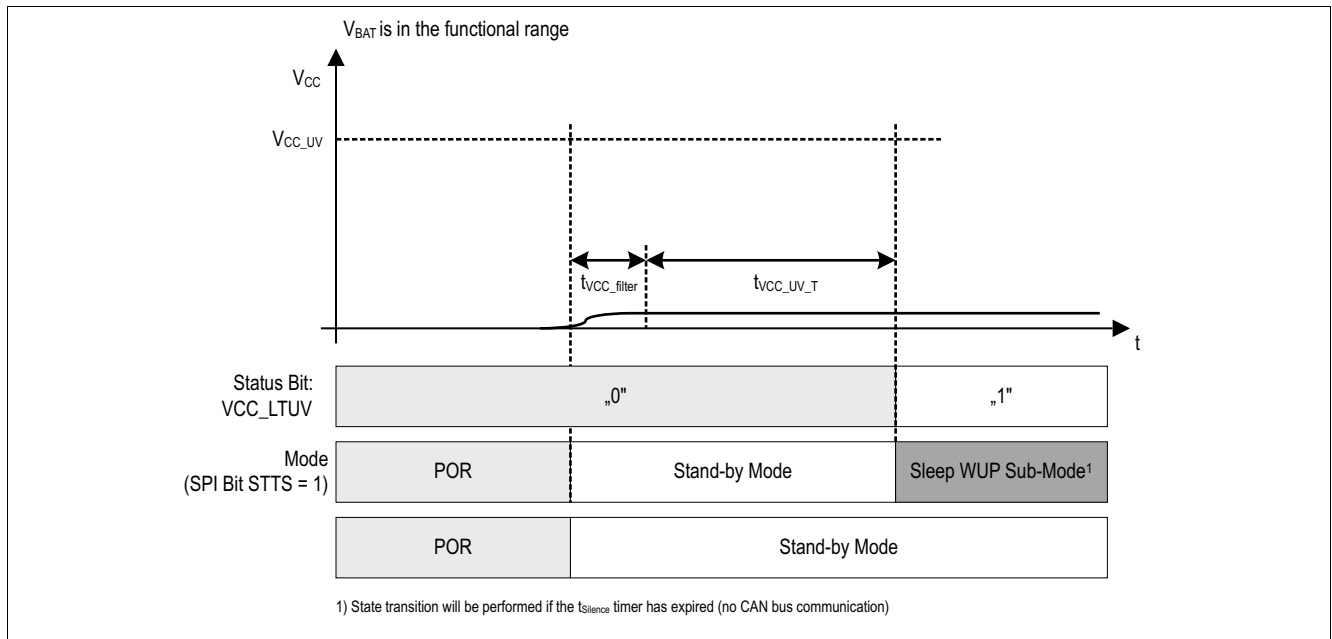 VBAT is in the functional range
VCC
VCC_UV
tVCC_filter
tVCC_UV_T
t
Status Bit:
VCC_LTUV
„0"
„1"
Mode
(SPI Bit STTS = 1)
POR
Stand-by Mode
Sleep WUP Sub-Mode1
POR
Stand-by Mode
1) State transition will be performed if the tSilence timer has expired (no CAN bus communication)